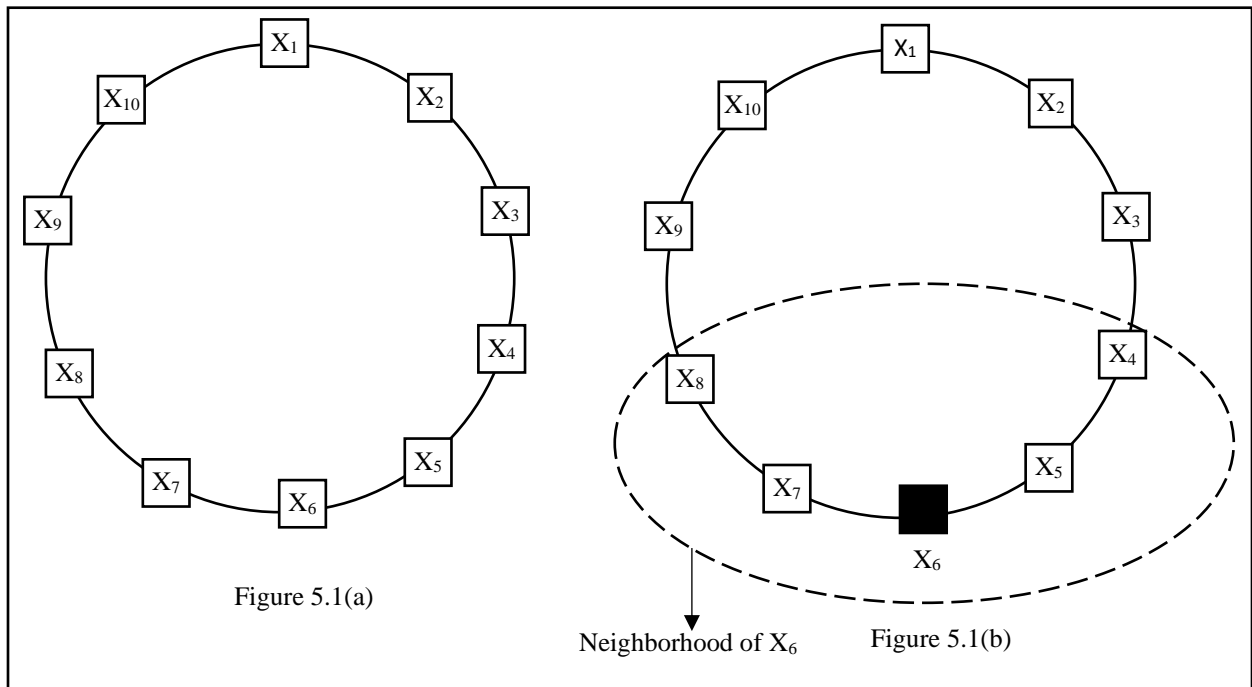 X₁
X₂
X₃
X₄
X₅
X₆
X₇
X₈
X₉
X₁₀
Figure 5.1(a)
X₁
X₂
X₃
X₄
X₅
X₆
X₇
X₈
X₉
X₁₀
Neighborhood of X₆
Figure 5.1(b)